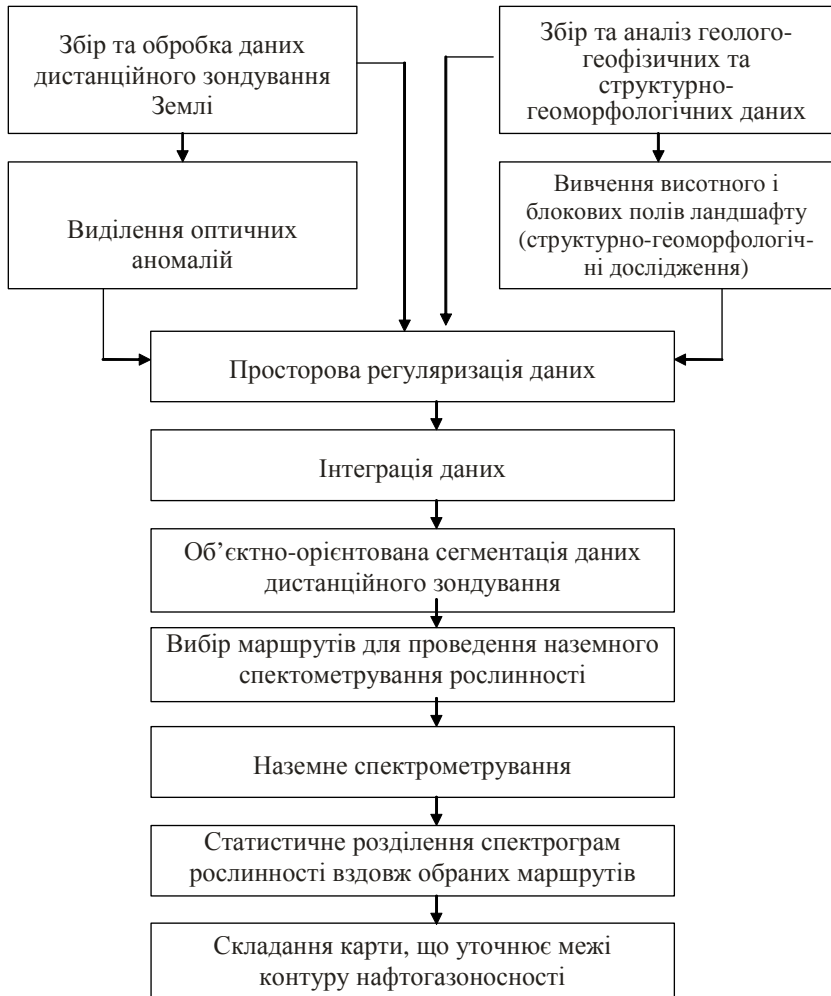 Збір та обробка даних
дистанційного зондування
Землі
Збір та аналіз геолого-
геофізичних та
структурно-
геоморфологічних даних
Виділення оптичних
аномалій
Вивчення висотного і
блокових полів ландшафту
(структурно-геоморфологіч-
ні дослідження)
Просторова регуляризація даних
Інтеграція даних
Об’єктно-орієнтована сегментація даних
дистанційного зондування
Вибір маршрутів для проведення наземного
спектометрування рослинності
Наземне спектрометрування
Статистичне розділення спектрограм
рослинності вздовж обраних маршрутів
Складання карти, що уточнює межі
контуру нафтогазоносності